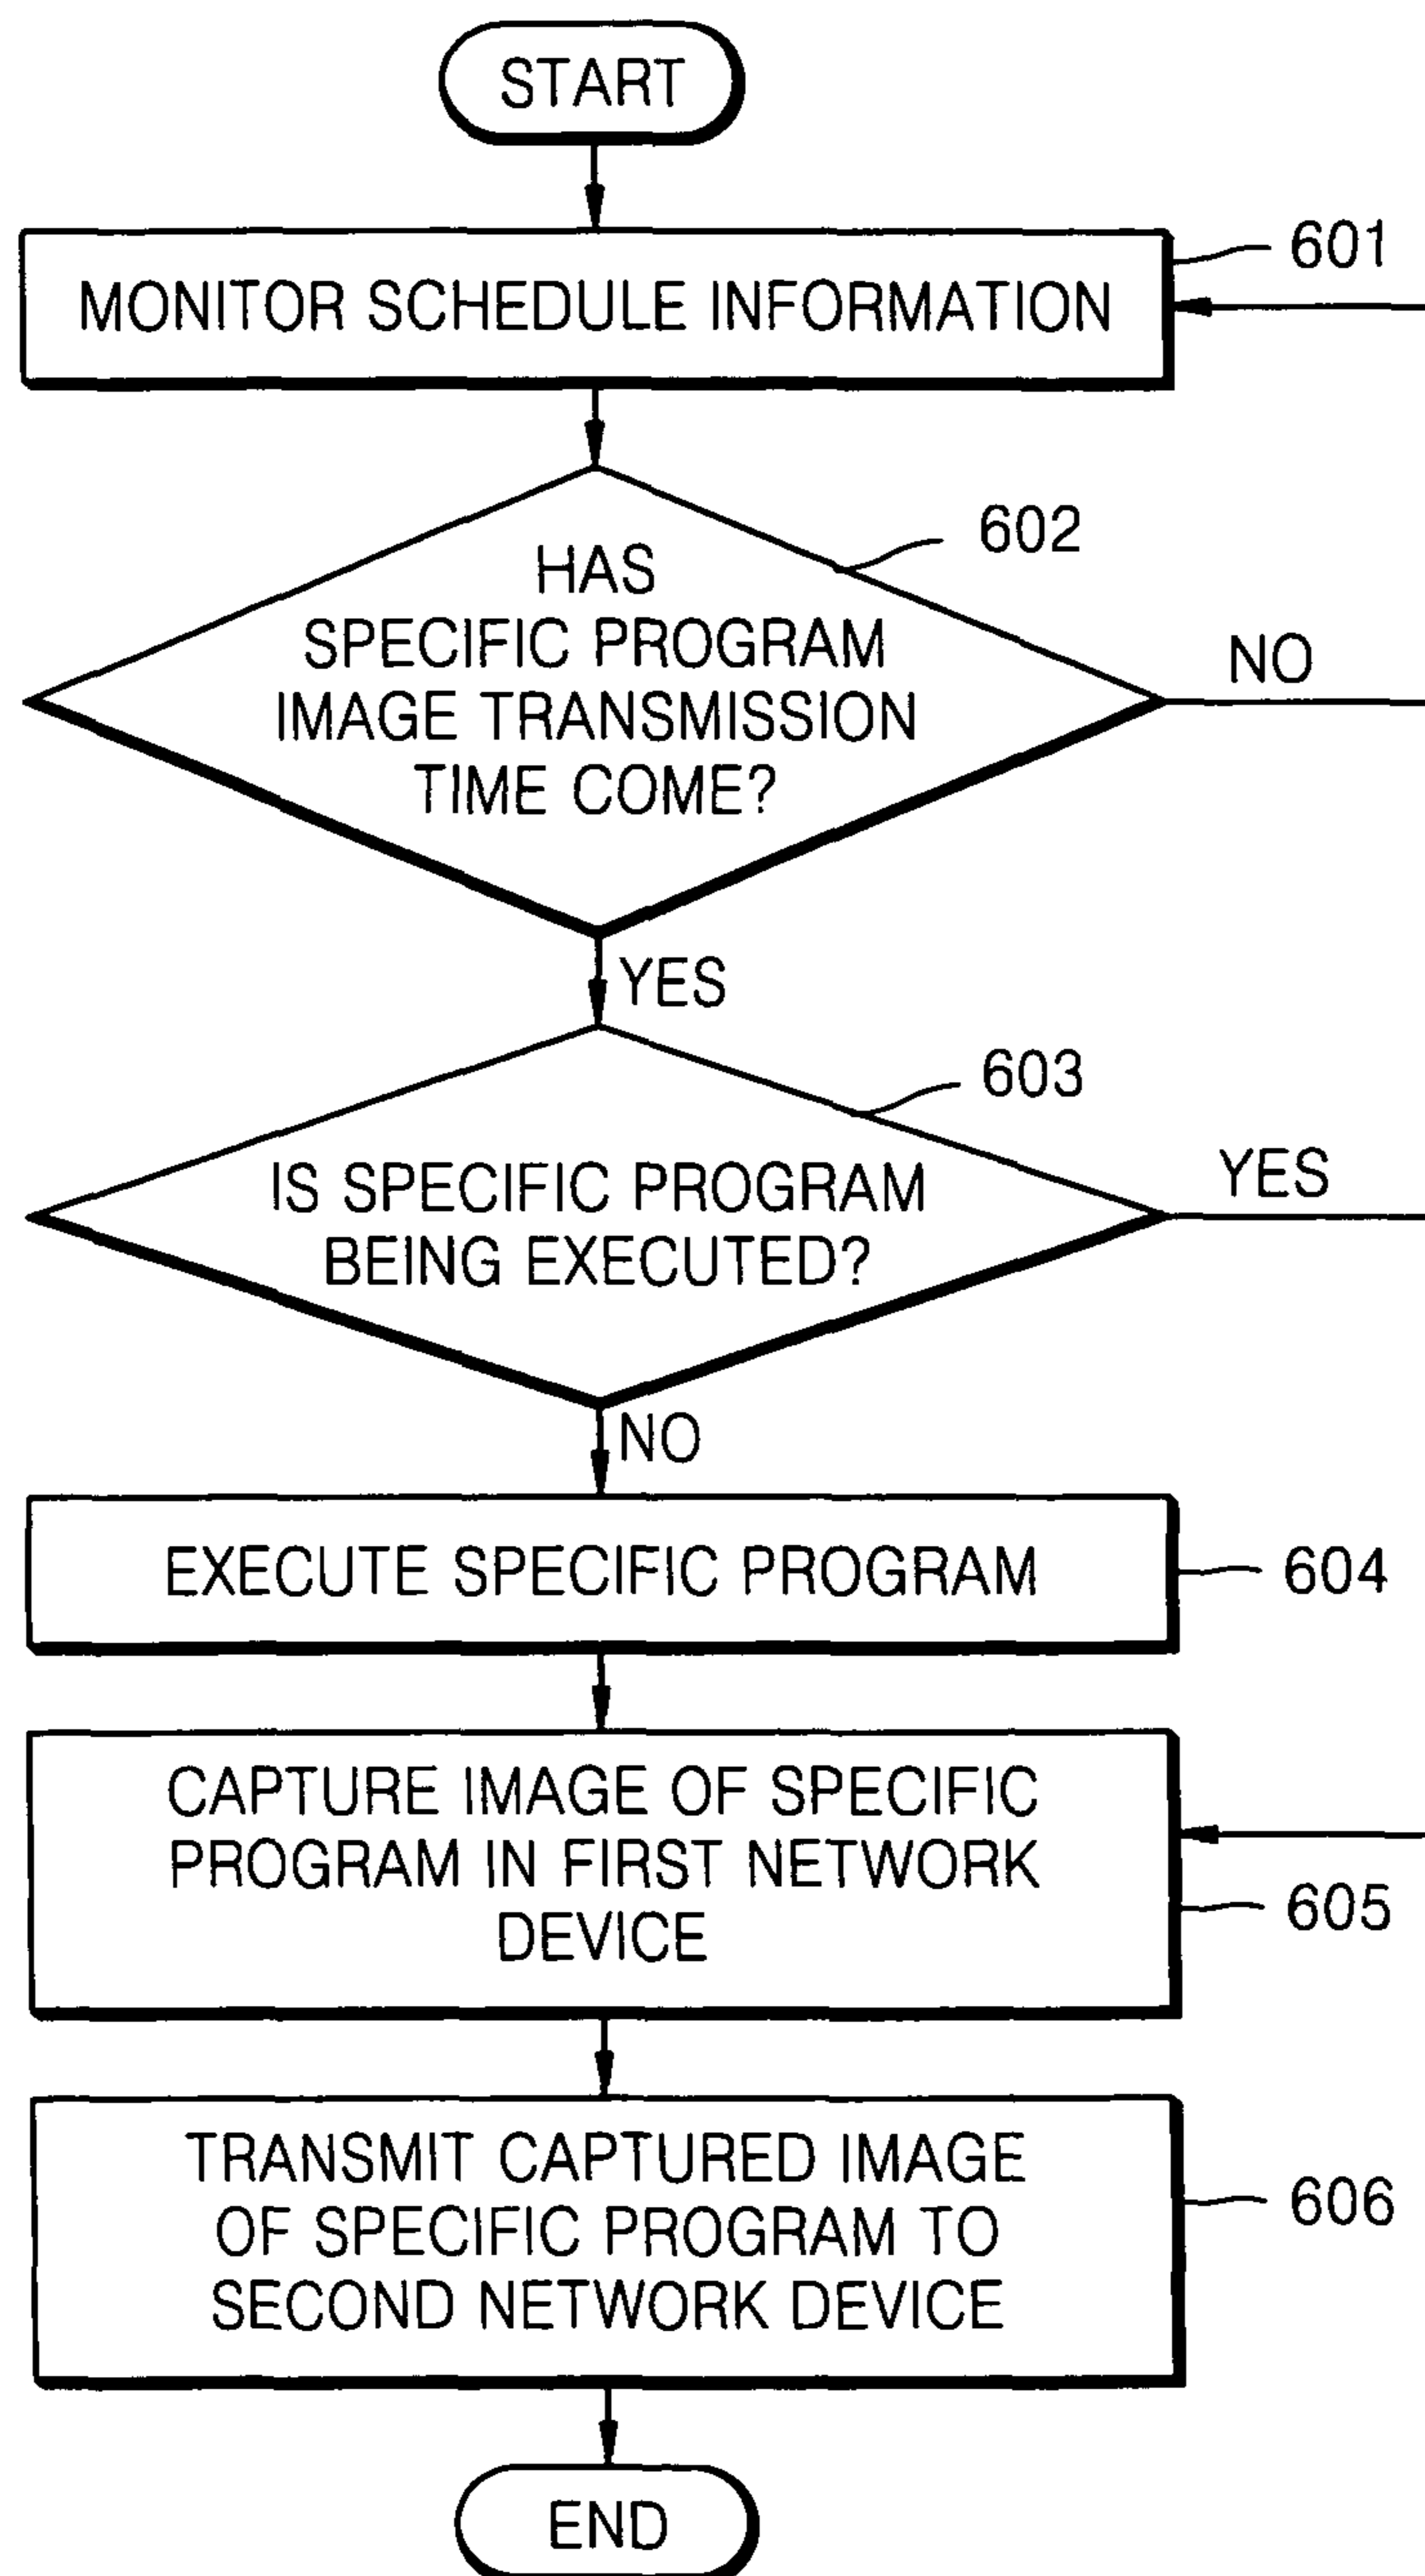 START
601
MONITOR SCHEDULE INFORMATION
602
HAS
SPECIFIC PROGRAM
IMAGE TRANSMISSION
TIME COME?
NO
YES
603
IS SPECIFIC PROGRAM
BEING EXECUTED?
YES
NO
EXECUTE SPECIFIC PROGRAM
604
CAPTURE IMAGE OF SPECIFIC
PROGRAM IN FIRST NETWORK
DEVICE
605
TRANSMIT CAPTURED IMAGE
OF SPECIFIC PROGRAM TO
SECOND NETWORK DEVICE
606
END